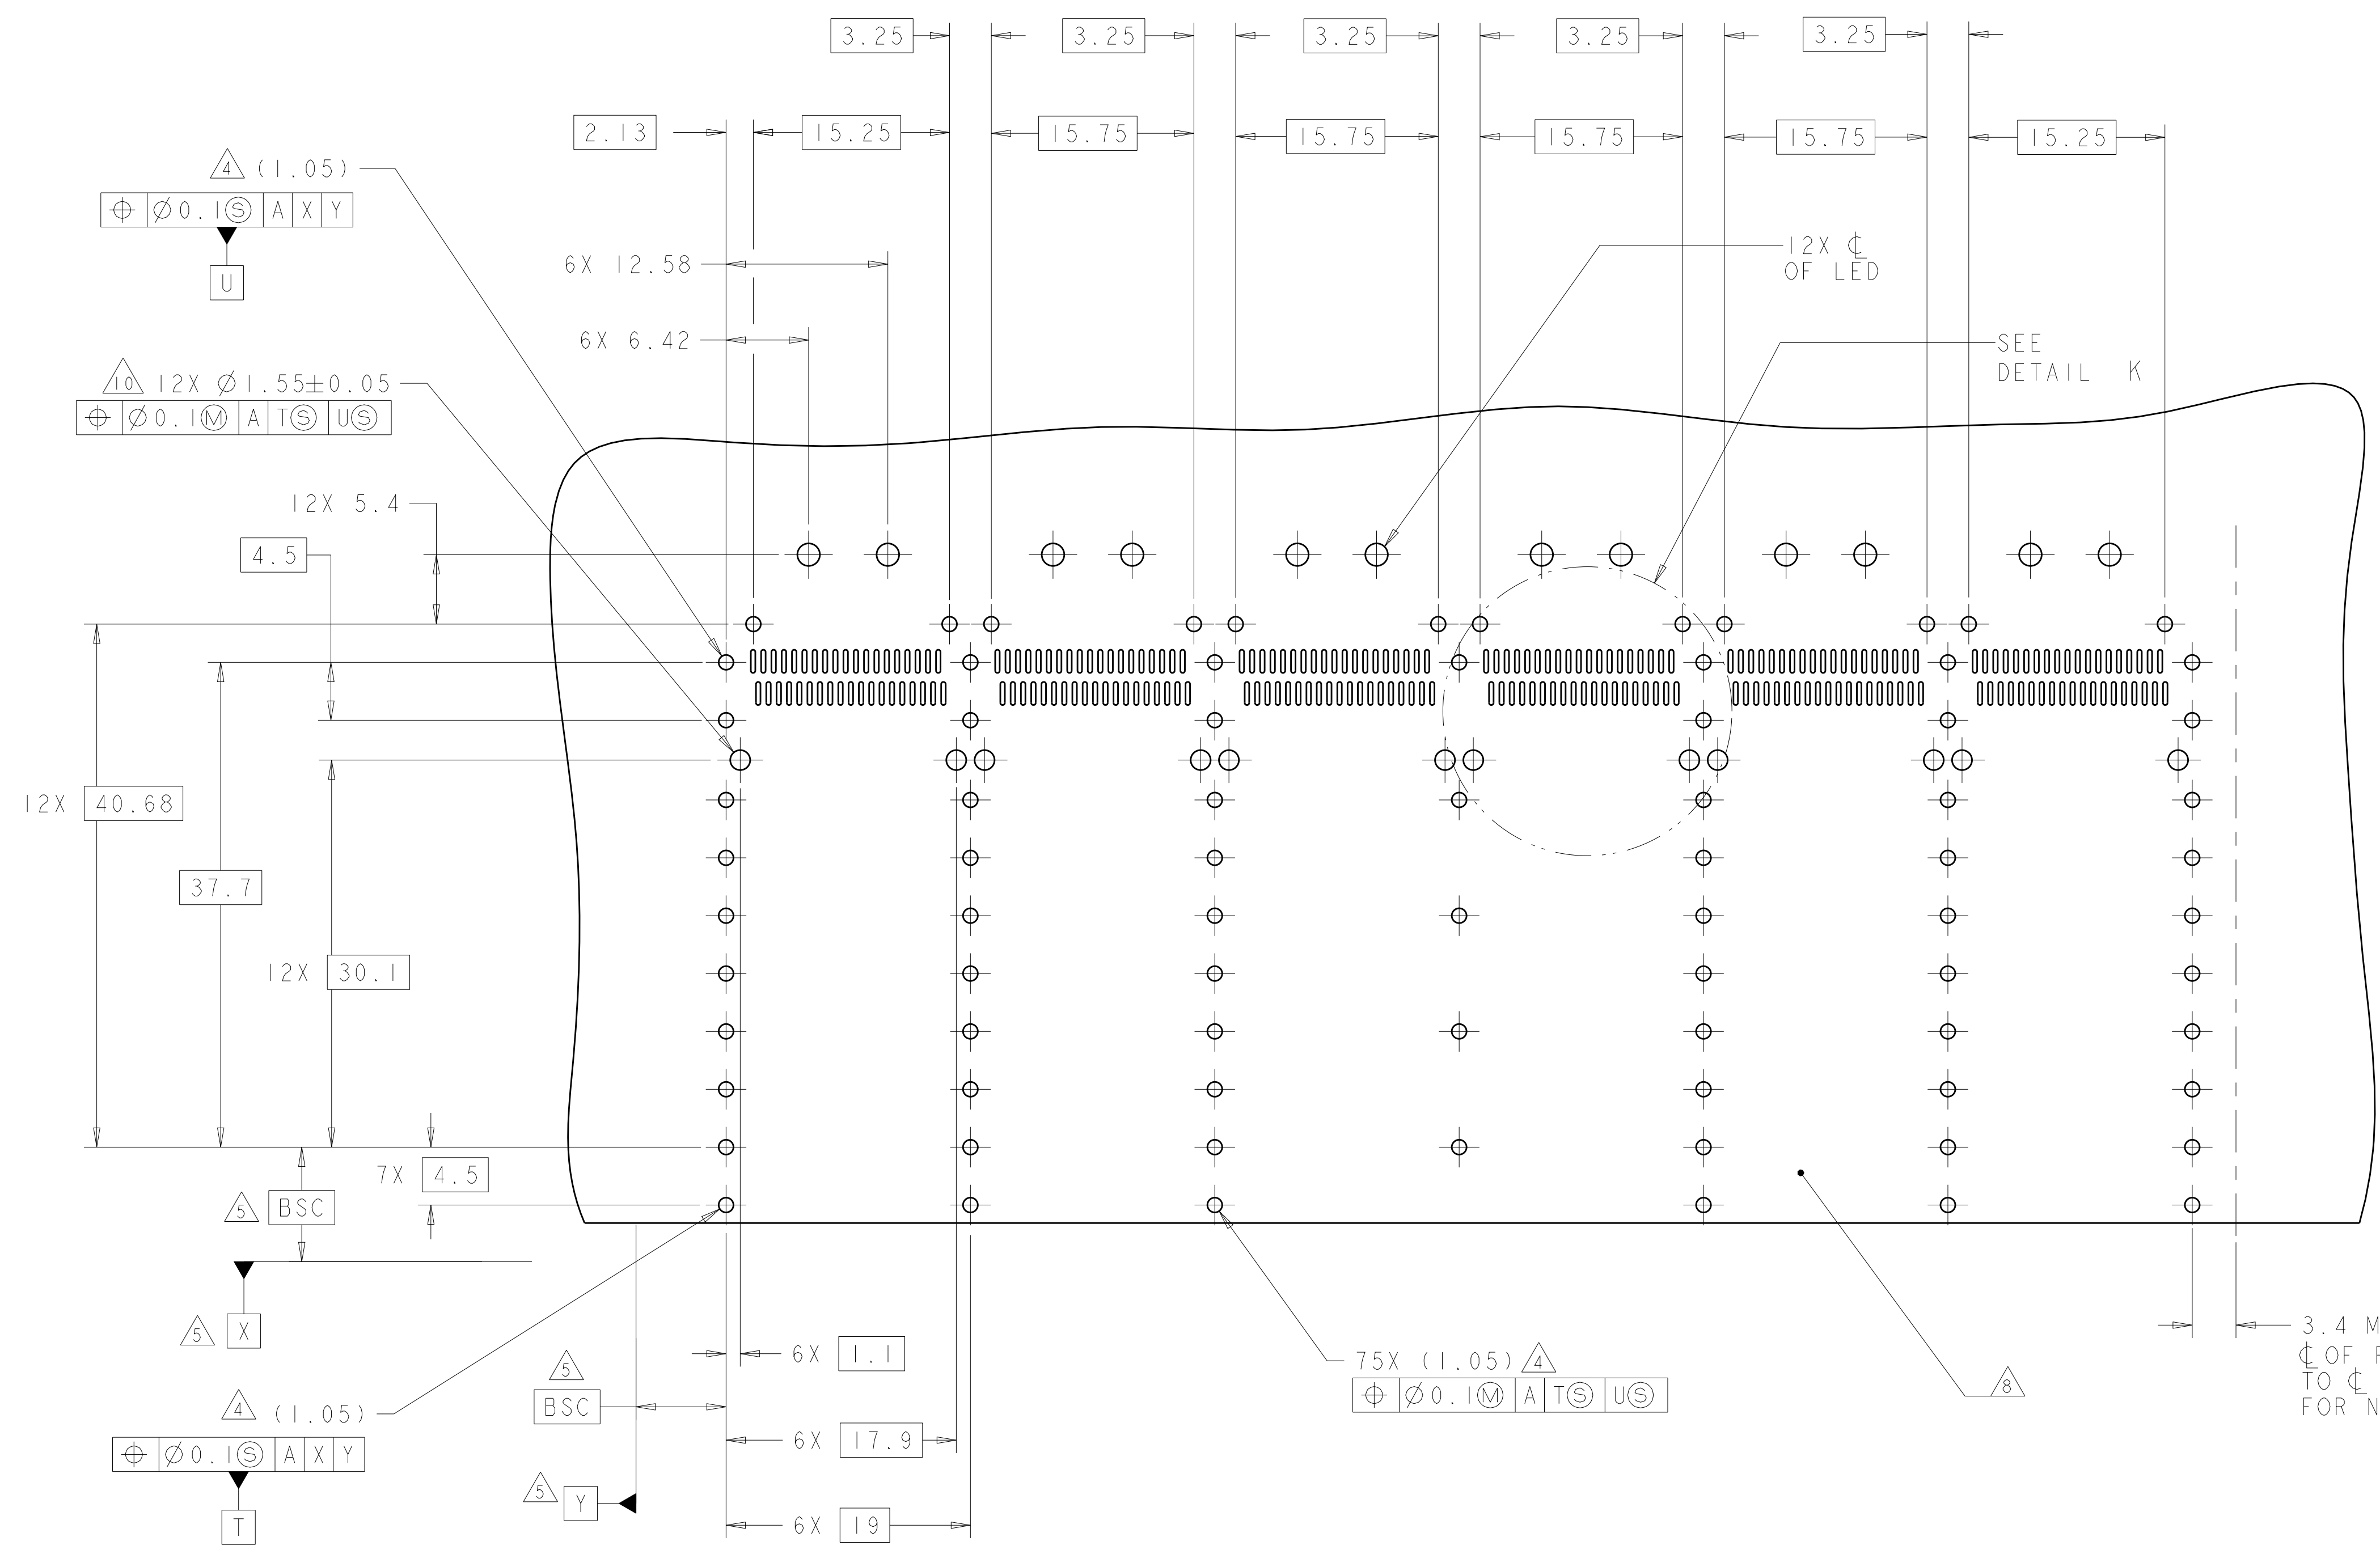 3.25 3.25 3.25 3.25 3.25
2.13 15.25 15.75 15.75 15.75 15.75 15.25
4 (1.05)
⌖ Ø0.1Ⓢ A X Y
U
6X 12.58
12X ℄
OF LED
6X 6.42
SEE
DETAIL K
10 12X Ø1.55±0.05
⌖ Ø0.1Ⓜ A TⓈ UⓈ
12X 5.4
4.5
12X 40.68
37.7
12X 30.1
7X 4.5
5 BSC
5 X
6X 1.1
5
BSC
4 (1.05)
⌖ Ø0.1Ⓢ A X Y
T
6X 17.9
5 Y
6X 19
75X (1.05) 4
⌖ Ø0.1Ⓜ A TⓈ UⓈ
8
3.4 M
℄ OF
TO ℄
FOR N